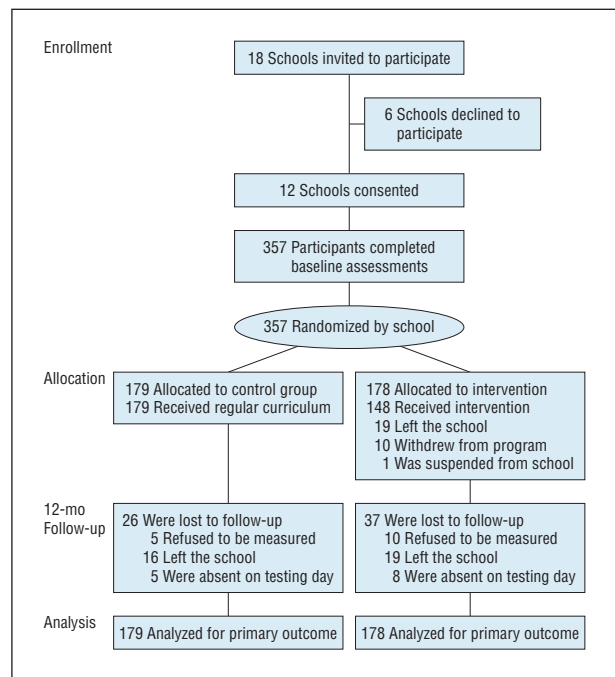 Enrollment
18 Schools invited to participate
6 Schools declined to
participate
12 Schools consented
357 Participants completed
baseline assessments
357 Randomized by school
Allocation
179 Allocated to control group
179 Received regular curriculum
178 Allocated to intervention
148 Received intervention
19 Left the school
10 Withdrew from program
1 Was suspended from school
12-mo
Follow-up
26 Were lost to follow-up
5 Refused to be measured
16 Left the school
5 Were absent on testing day
37 Were lost to follow-up
10 Refused to be measured
19 Left the school
8 Were absent on testing day
Analysis
179 Analyzed for primary outcome
178 Analyzed for primary outcome